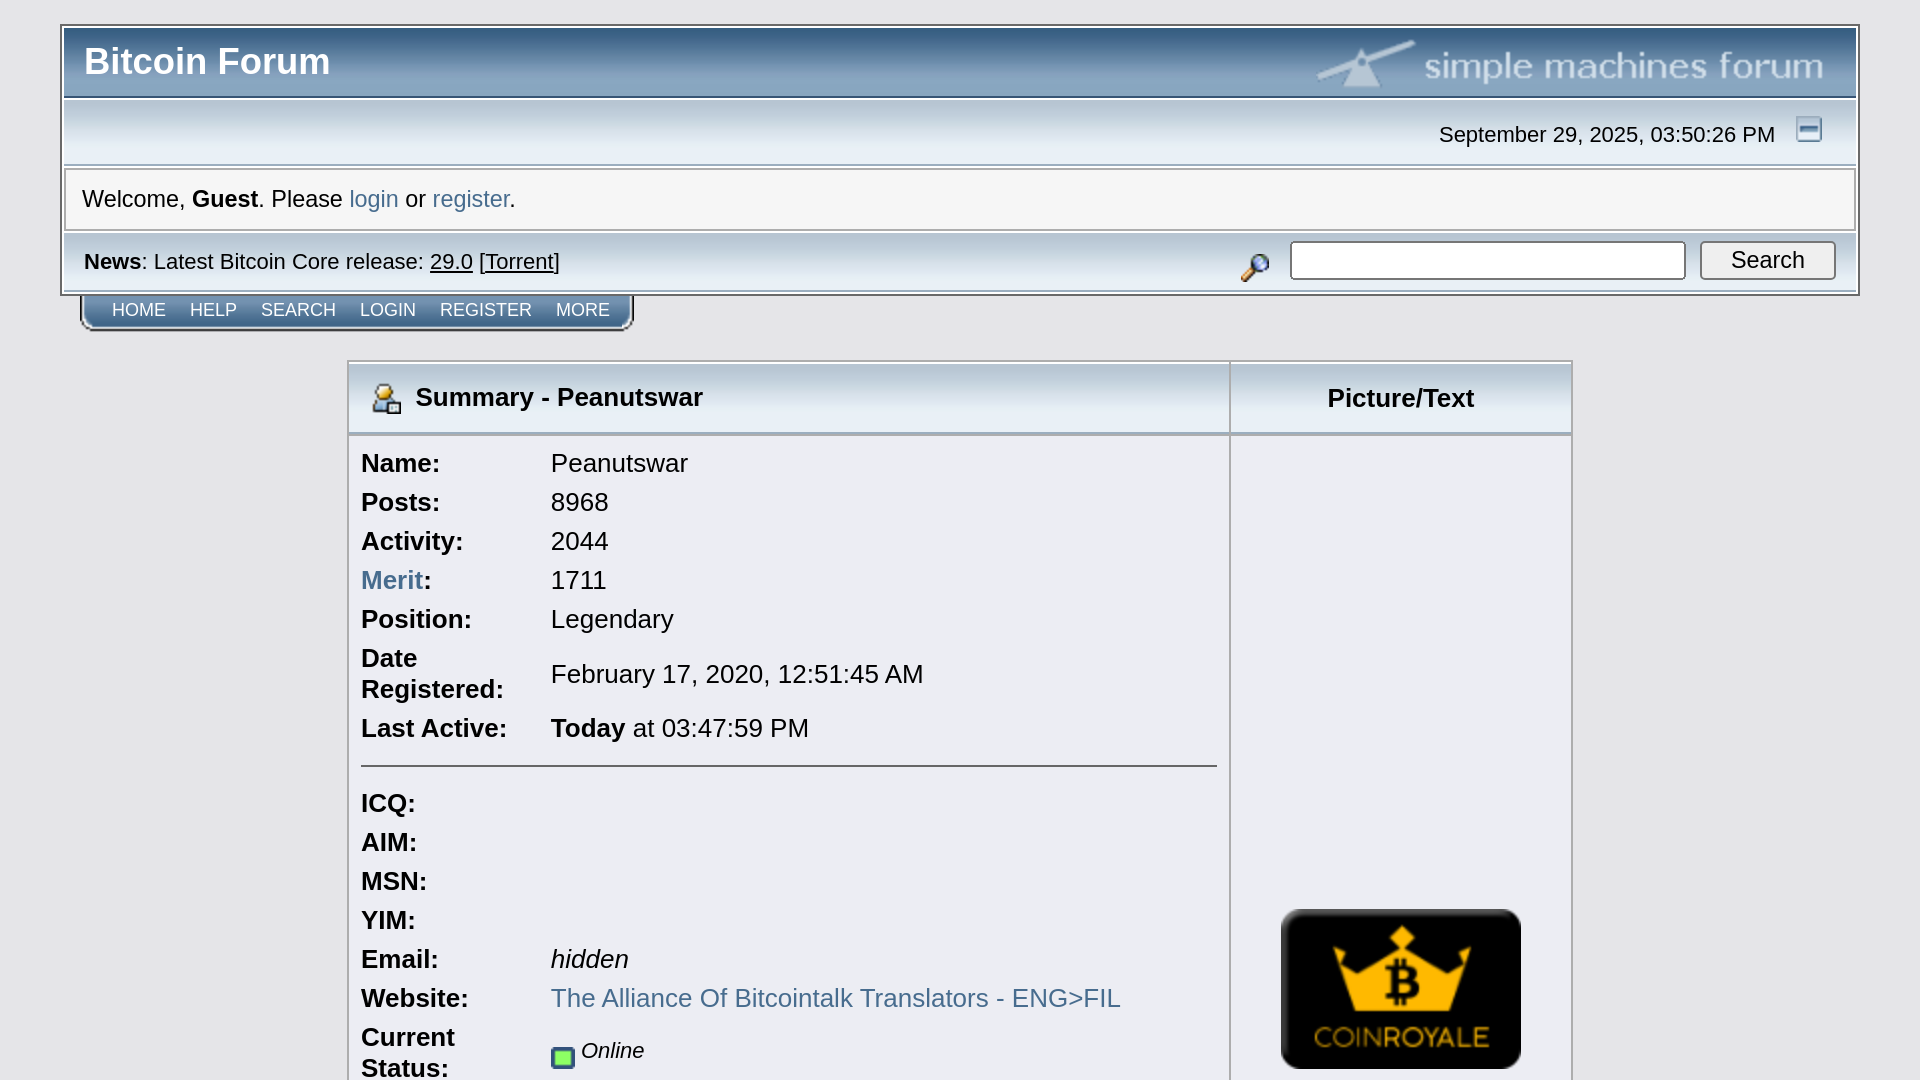 Bitcoin Forum
simple machines forum
September 29, 2025, 03:50:26 PM
Welcome, Guest. Please login or register.
News: Latest Bitcoin Core release: 29.0 [Torrent]
Search
HOME HELP SEARCH LOGIN REGISTER MORE
Summary - Peanutswar
Picture/Text
Name: Peanutswar
Posts: 8968
Activity: 2044
Merit: 1711
Position: Legendary
Date
Registered: February 17, 2020, 12:51:45 AM
Last Active: Today at 03:47:59 PM
ICQ:
AIM:
MSN:
YIM:
Email: hidden
Website: The Alliance Of Bitcointalk Translators - ENG>FIL
Current
Status: Online
COINROYALE